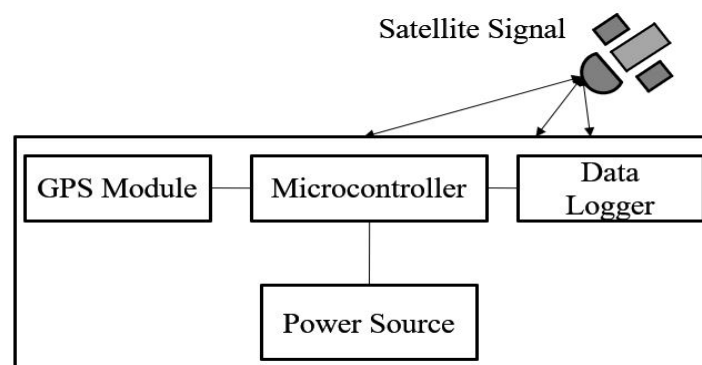 Satellite Signal
GPS Module
Microcontroller
Data
Logger
Power Source